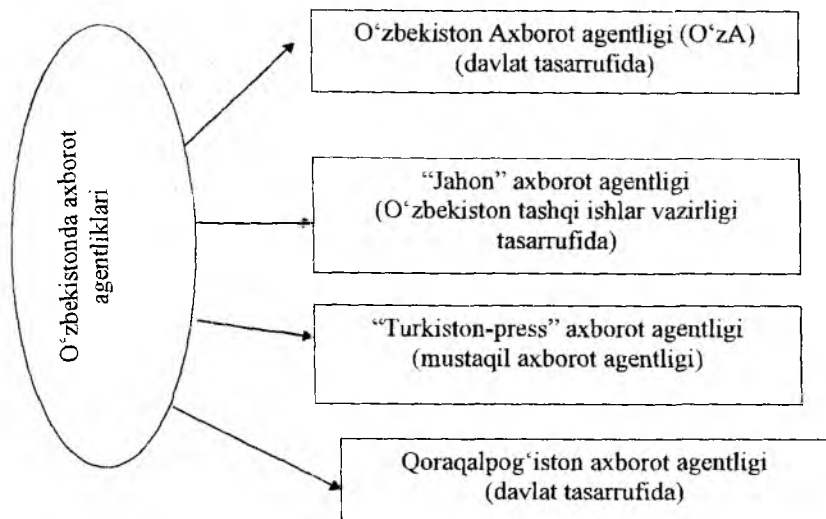 O‘zbekistonda axborot
agentliklari
O‘zbekiston Axborot agentligi (O‘zA)
(davlat tasarrufida)
“Jahon” axborot agentligi
(O‘zbekiston tashqi ishlar vazirligi
tasarrufida)
“Turkiston-press” axborot agentligi
(mustaqil axborot agentligi)
Qoraqalpog‘iston axborot agentligi
(davlat tasarrufida)